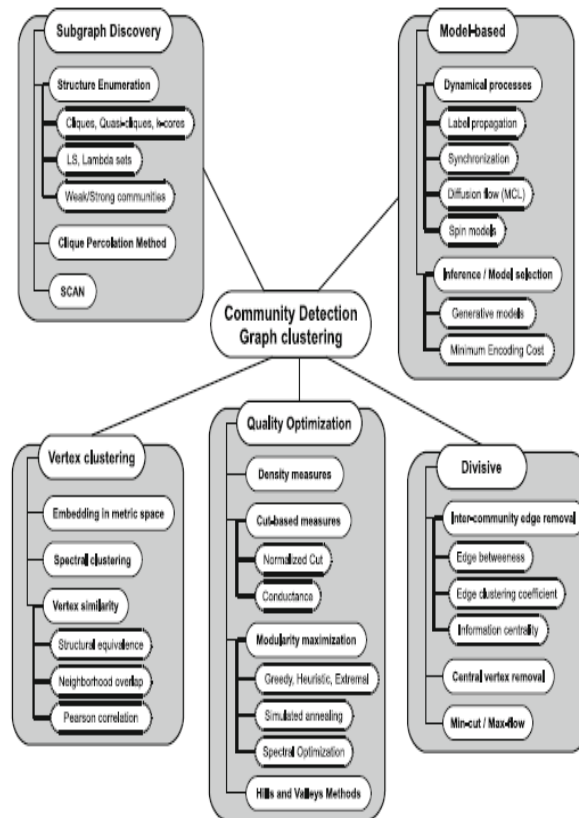 Subgraph Discovery
Structure Enumeration
Cliques, Quasi-cliques, k-cores
LS, Lambda sets
Weak/Strong communities
Clique Percolation Method
SCAN
Model-based
Dynamical processes
Label propagation
Synchronization
Diffusion flow (MCL)
Spin models
Inference / Model selection
Generative models
Minimum Encoding Cost
Community Detection
Graph clustering
Vertex clustering
Embedding in metric space
Spectral clustering
Vertex similarity
Structural equivalence
Neighborhood overlap
Pearson correlation
Quality Optimization
Density measures
Cut-based measures
Normalized Cut
Conductance
Modularity maximization
Greedy, Heuristic, Extremal
Simulated annealing
Spectral Optimization
Hills and Valleys Methods
Divisive
Inter-community edge removal
Edge betweeness
Edge clustering coefficient
Information centrality
Central vertex removal
Min-cut / Max-flow